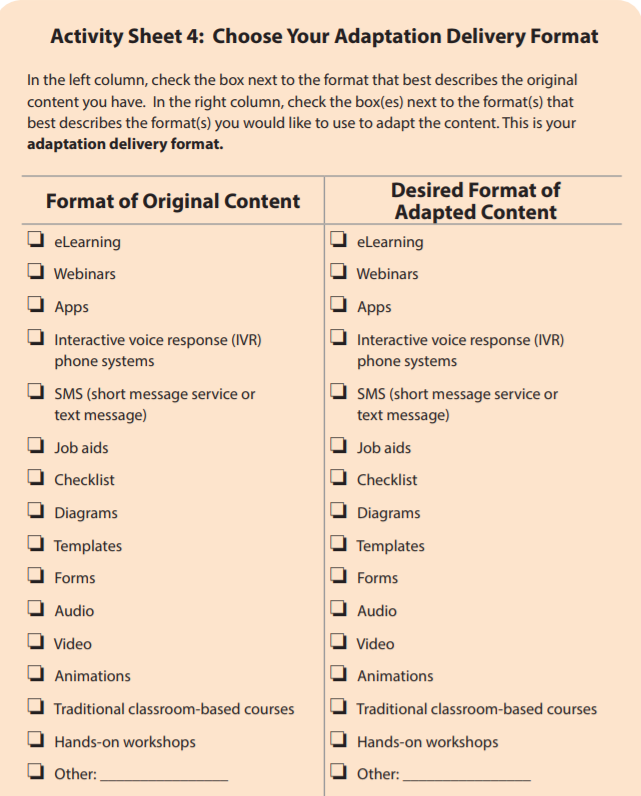 Activity Sheet 4: Choose Your Adaptation Delivery Format
In the left column, check the box next to the format that best describes the original
content you have. In the right column, check the box(es) next to the format(s) that
best describes the format(s) you would like to use to adapt the content. This is your
adaptation delivery format.
Format of Original Content
eLearning
Webinars
Apps
Interactive voice response (IVR)
phone systems
SMS (short message service or
text message)
Job aids
Checklist
Diagrams
Templates
Forms
Audio
Video
Animations
Traditional classroom-based courses
Hands-on workshops
Other: _______________
Desired Format of
Adapted Content
eLearning
Webinars
Apps
Interactive voice response (IVR)
phone systems
SMS (short message service or
text message)
Job aids
Checklist
Diagrams
Templates
Forms
Audio
Video
Animations
Traditional classroom-based courses
Hands-on workshops
Other: _______________